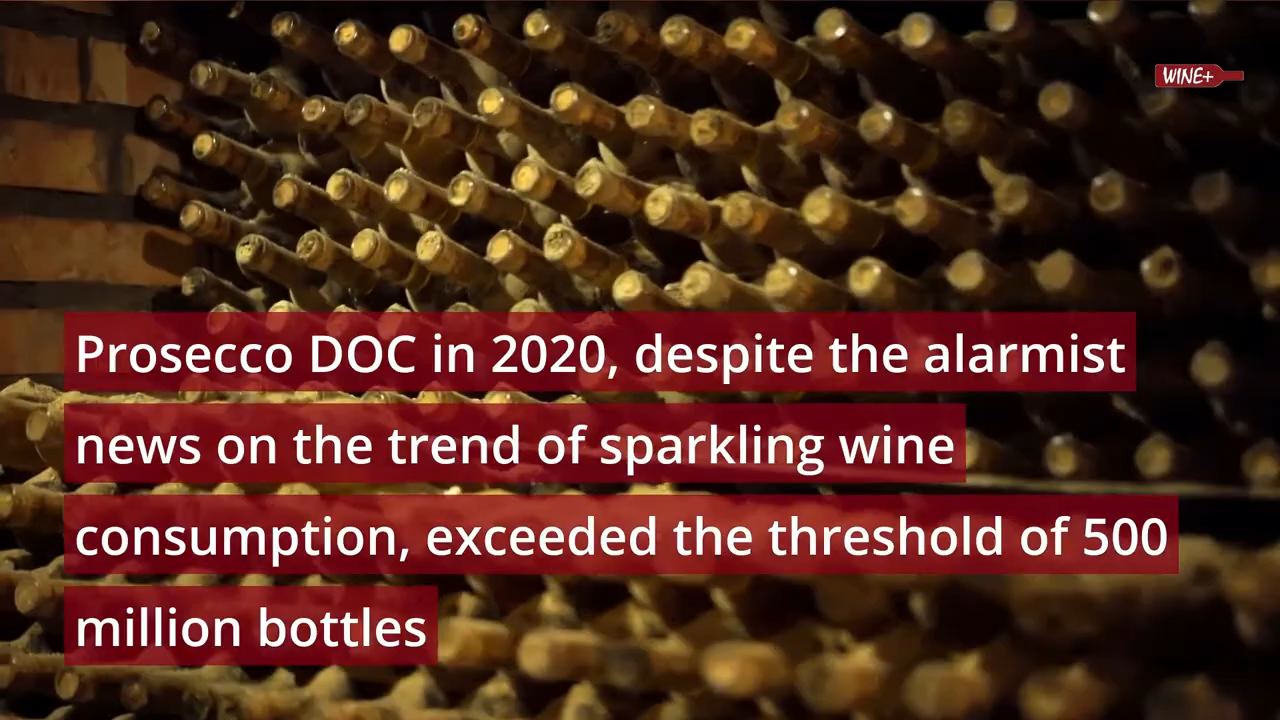 WINE+
Prosecco DOC in 2020, despite the alarmist
news on the trend of sparkling wine
consumption, exceeded the threshold of 500
million bottles